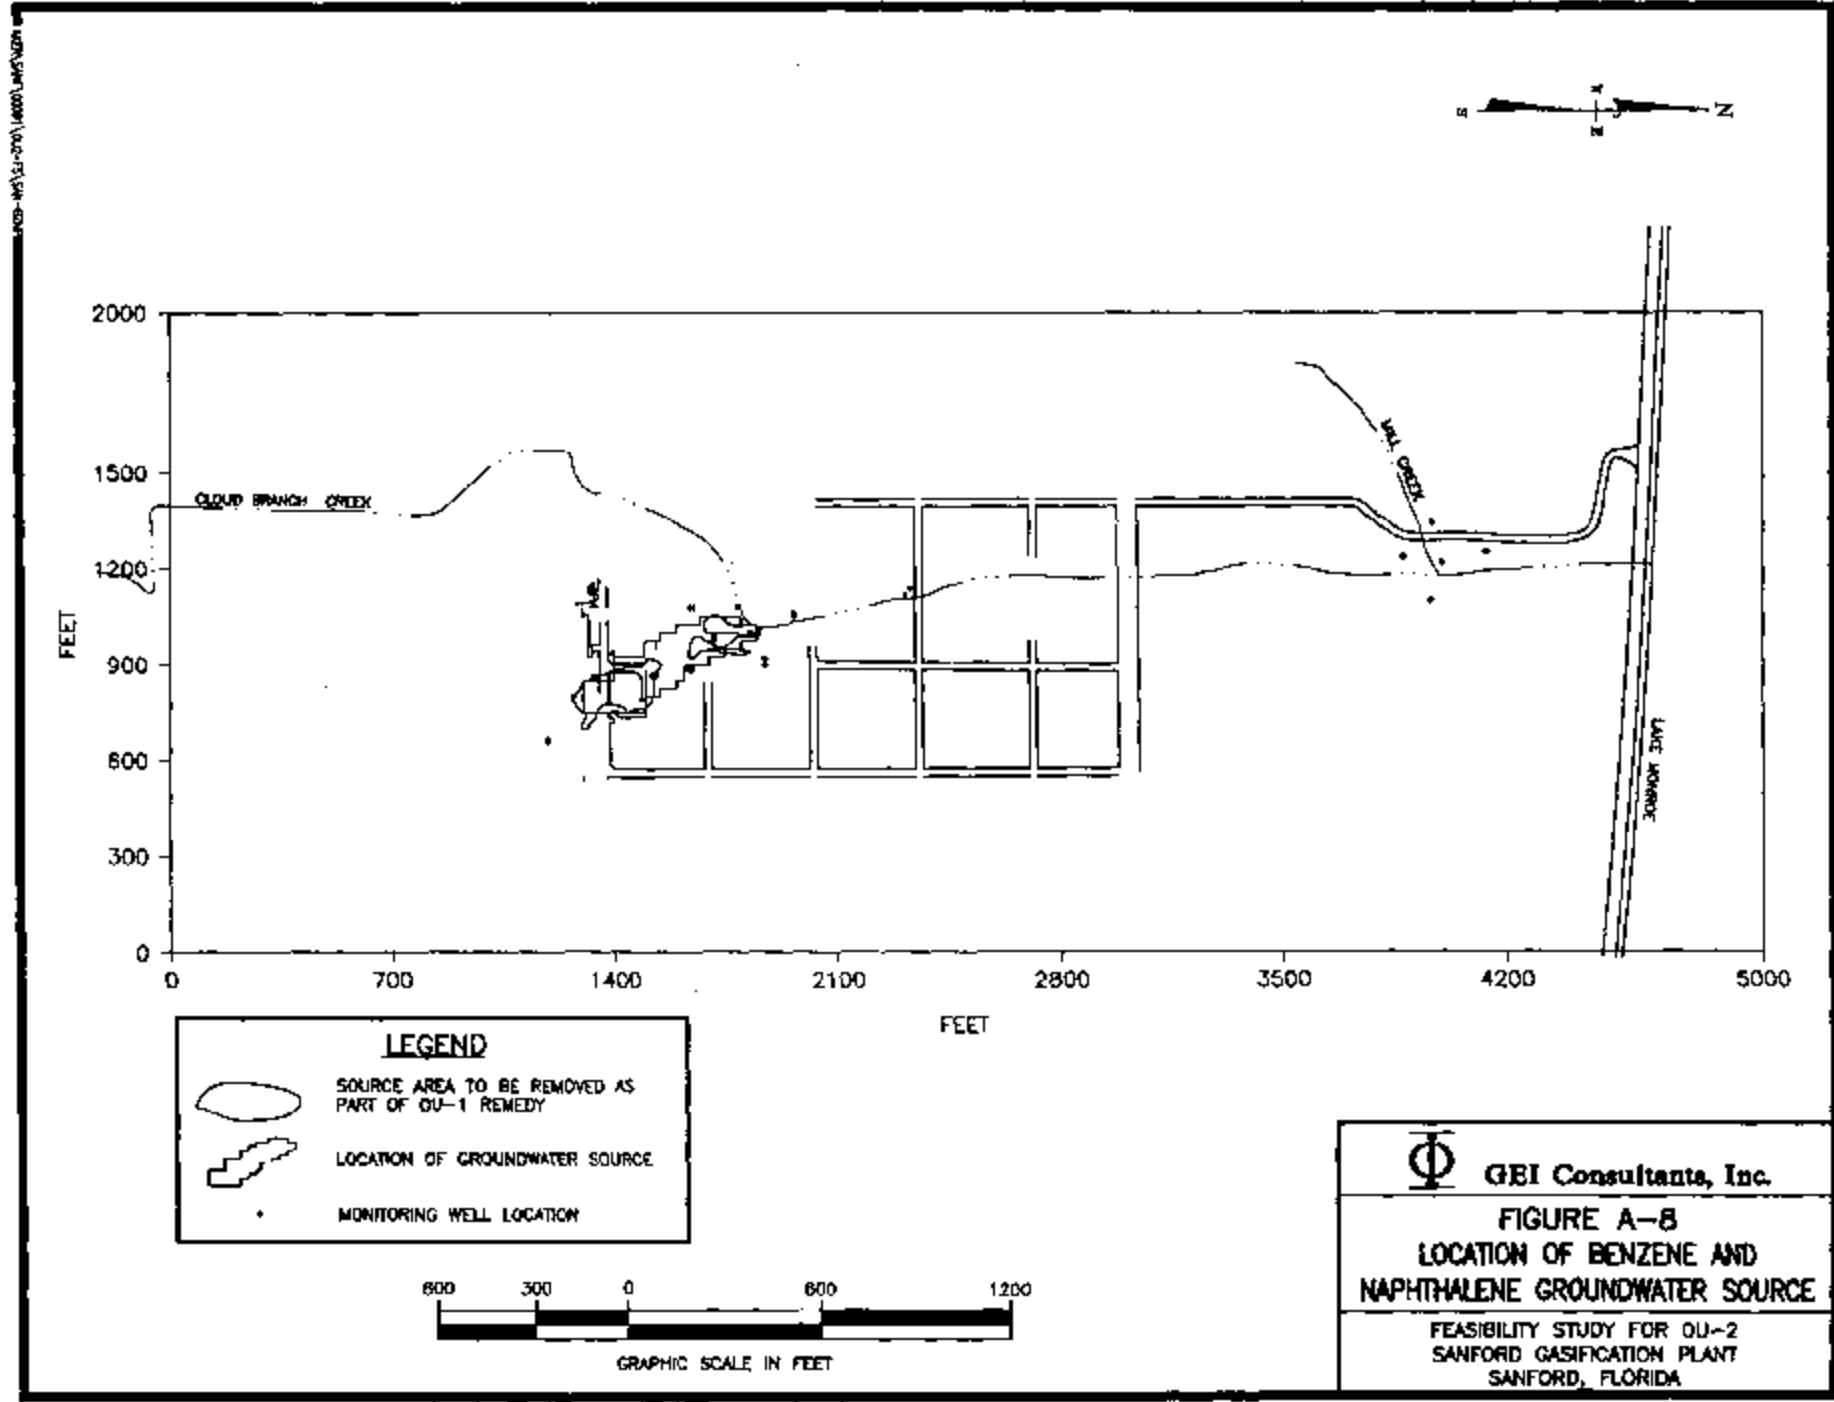 N
2000
1500
1200
900
600
300
0
FEET
CLOUD BRANCH CREEK
MILL CREEK
LAKE MONROE
0 700 1400 2100 2800 3500 4200 5000
FEET
LEGEND
SOURCE AREA TO BE REMOVED AS
PART OF OU-1 REMEDY
LOCATION OF GROUNDWATER SOURCE
MONITORING WELL LOCATION
600 300 0 600 1200
GRAPHIC SCALE IN FEET
GEI Consultants, Inc.
FIGURE A-8
LOCATION OF BENZENE AND
NAPHTHALENE GROUNDWATER SOURCE
FEASIBILITY STUDY FOR OU-2
SANFORD GASIFICATION PLANT
SANFORD, FLORIDA